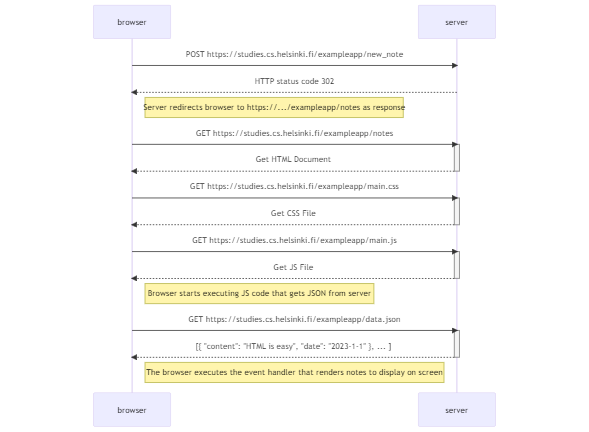 browser server
POST https://studies.cs.helsinki.fi/exampleapp/new_note
HTTP status code 302
Server redirects browser to https://.../exampleapp/notes as response
GET https://studies.cs.helsinki.fi/exampleapp/notes
Get HTML Document
GET https://studies.cs.helsinki.fi/exampleapp/main.css
Get CSS File
GET https://studies.cs.helsinki.fi/exampleapp/main.js
Get JS File
Browser starts executing JS code that gets JSON from server
GET https://studies.cs.helsinki.fi/exampleapp/data.json
[{ "content": "HTML is easy", "date": "2023-1-1" }, ... ]
The browser executes the event handler that renders notes to display on screen
browser server